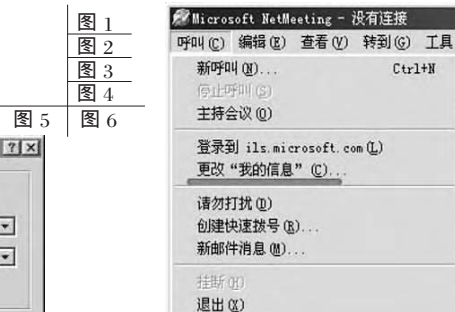 图 1
图 2
图 3
图 4
图 5 图 6
Microsoft NetMeeting - 没有连接
呼叫(C) 编辑(E) 查看(V) 转到(G) 工具
新呼叫(N)... Ctrl+N
停止呼叫(S)
主持会议(O)
登录到 ils.microsoft.com(L)
更改“我的信息”(C)...
请勿打扰(D)
创建快速拨号(R)...
新邮件消息(M)...
挂断(H)
退出(X)